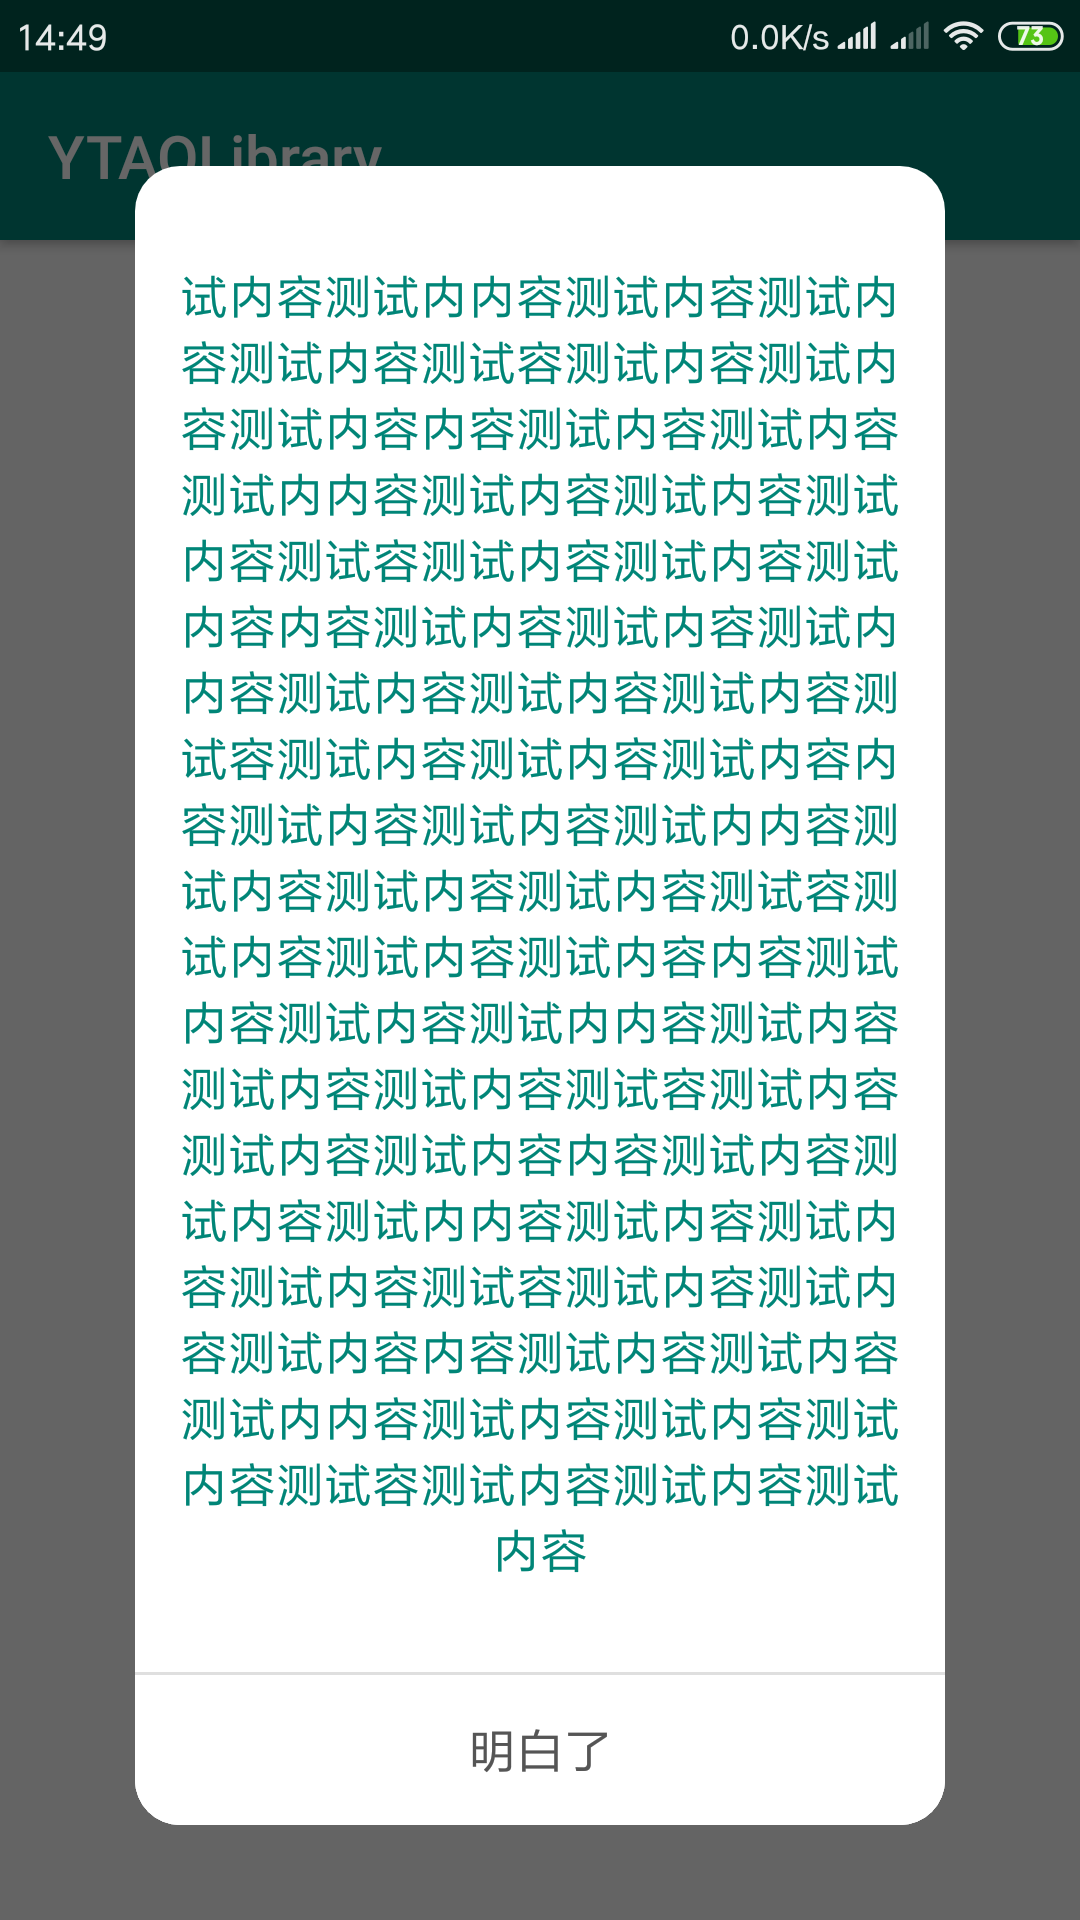 14:49 0.0K/s 73
YTAOLibrary
试内容测试内内容测试内容测试内
容测试内容测试容测试内容测试内
容测试内容内容测试内容测试内容
测试内内容测试内容测试内容测试
内容测试容测试内容测试内容测试
内容内容测试内容测试内容测试内
内容测试内容测试内容测试内容测
试容测试内容测试内容测试内容内
容测试内容测试内容测试内内容测
试内容测试内容测试内容测试容测
试内容测试内容测试内容内容测试
内容测试内容测试内内容测试内容
测试内容测试内容测试容测试内容
测试内容测试内容内容测试内容测
试内容测试内内容测试内容测试内
容测试内容测试容测试内容测试内
容测试内容内容测试内容测试内容
测试内内容测试内容测试内容测试
内容测试容测试内容测试内容测试
内容
明白了